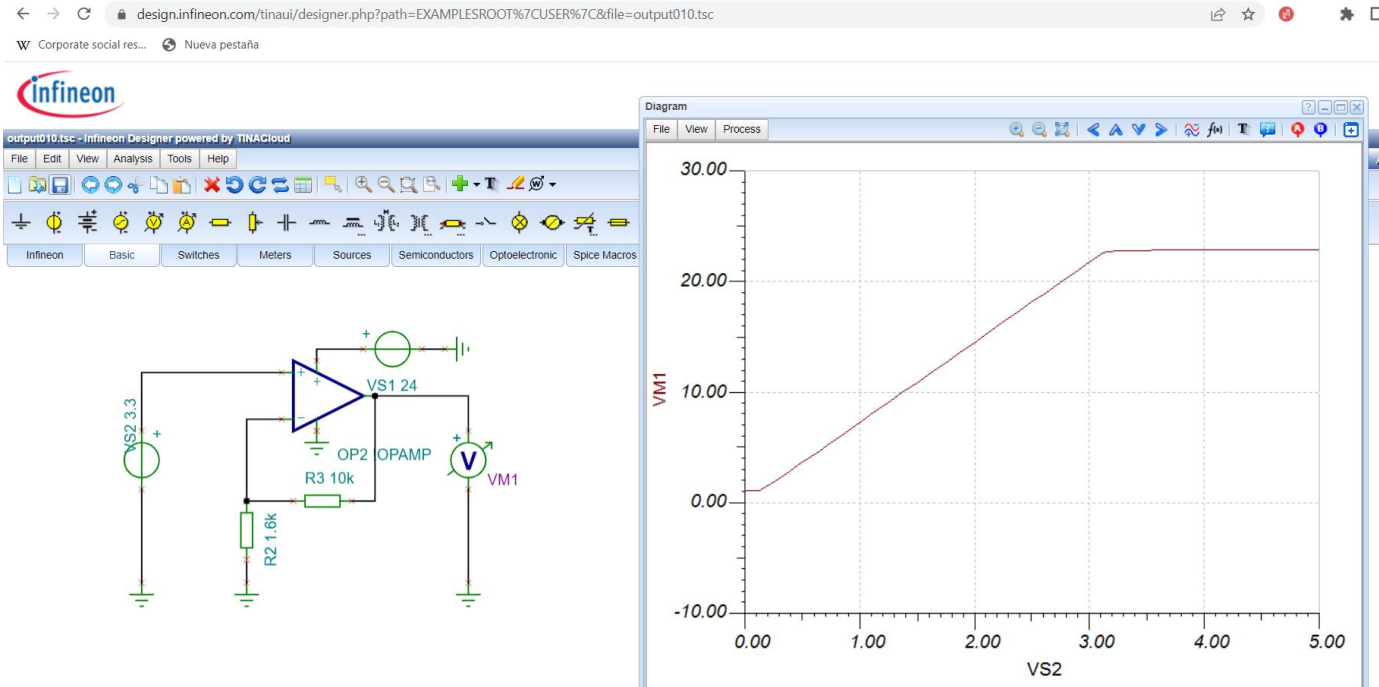 design.infineon.com/tinaui/designer.php?path=EXAMPLESROOT%7CUSER%7C&file=output010.tsc
W Corporate social res... Nueva pestaña
infineon
output010.tsc - Infineon Designer powered by TINACloud
File Edit View Analysis Tools Help
Infineon Basic Switches Meters Sources Semiconductors Optoelectronic Spice Macros
VS1 24
VS2 3.3
OP2 !OPAMP
R3 10k
V
VM1
R2 1.6k
Diagram
File View Process
30.00
20.00
10.00
0.00
-10.00
VM1
0.00 1.00 2.00 3.00 4.00 5.00
VS2